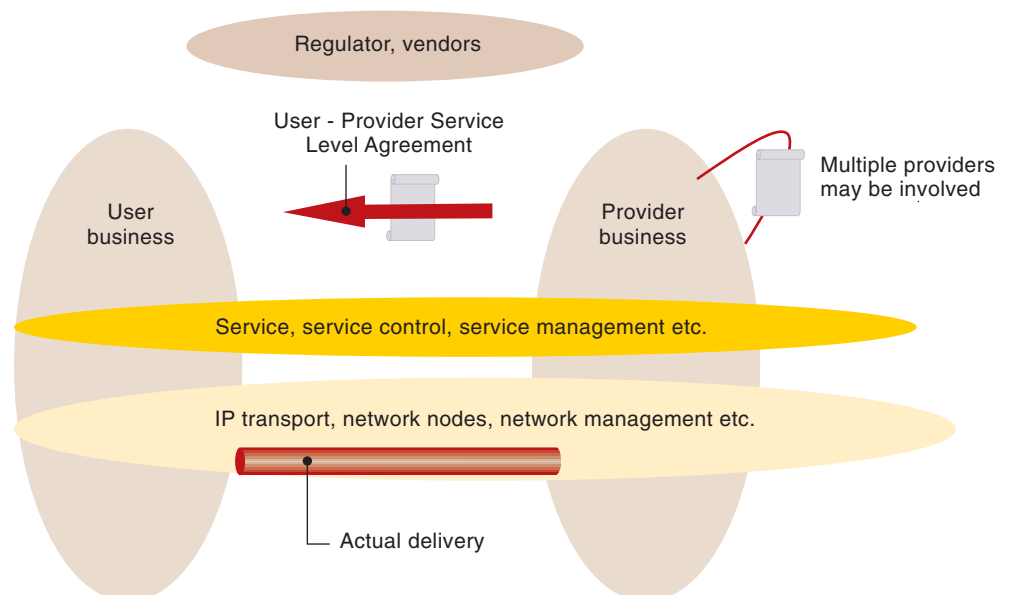 Regulator, vendors
User - Provider Service
Level Agreement
Multiple providers
may be involved
User
business
Provider
business
Service, service control, service management etc.
IP transport, network nodes, network management etc.
Actual delivery